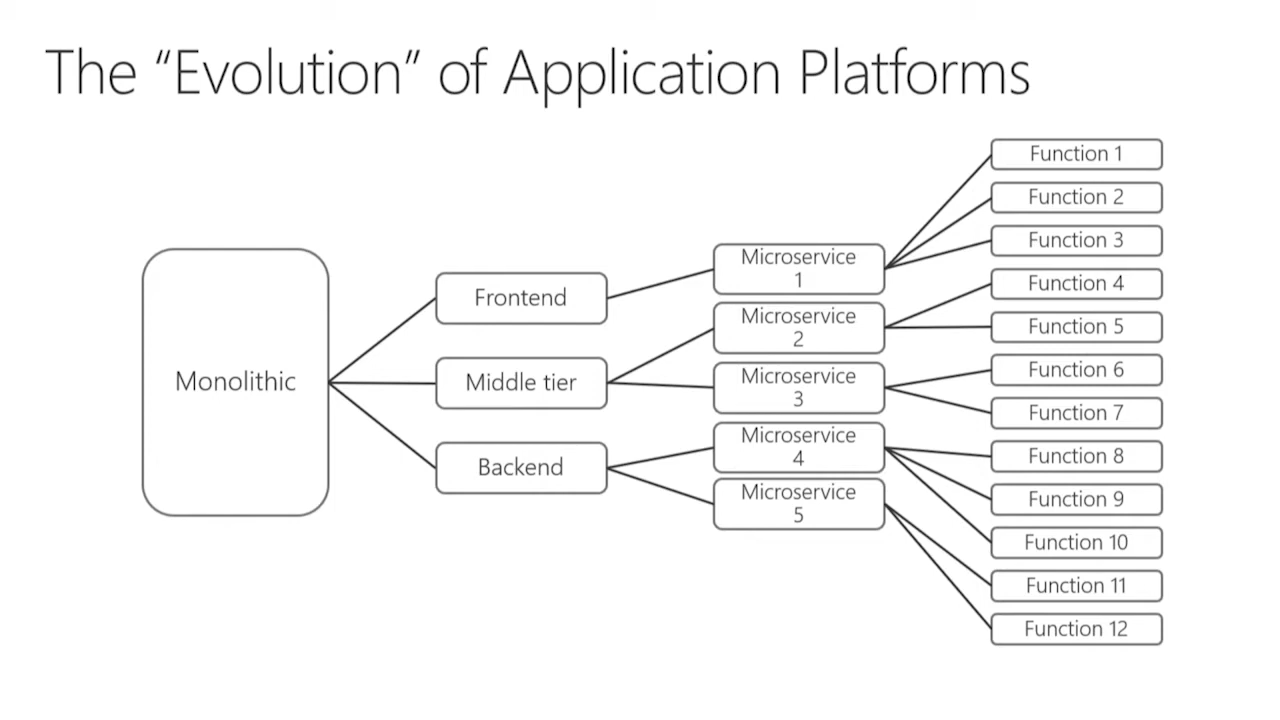 The “Evolution” of Application Platforms
Monolithic
Frontend
Middle tier
Backend
Microservice
1
Microservice
2
Microservice
3
Microservice
4
Microservice
5
Function 1
Function 2
Function 3
Function 4
Function 5
Function 6
Function 7
Function 8
Function 9
Function 10
Function 11
Function 12